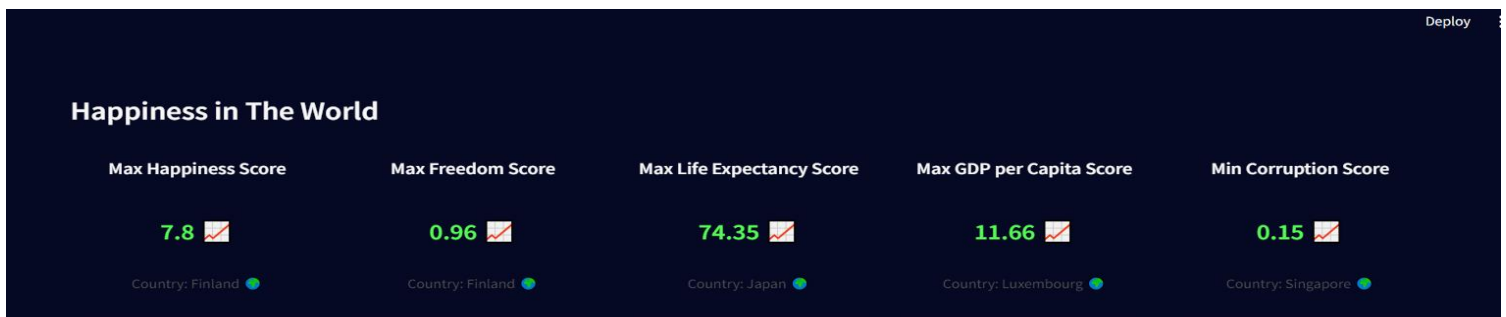 Deploy
Happiness in The World
Max Happiness Score
Max Freedom Score
Max Life Expectancy Score
Max GDP per Capita Score
Min Corruption Score
7.8 📈
0.96 📈
74.35 📈
11.66 📈
0.15 📈
Country: Finland 🌍
Country: Finland 🌍
Country: Japan 🌍
Country: Luxembourg 🌍
Country: Singapore 🌍